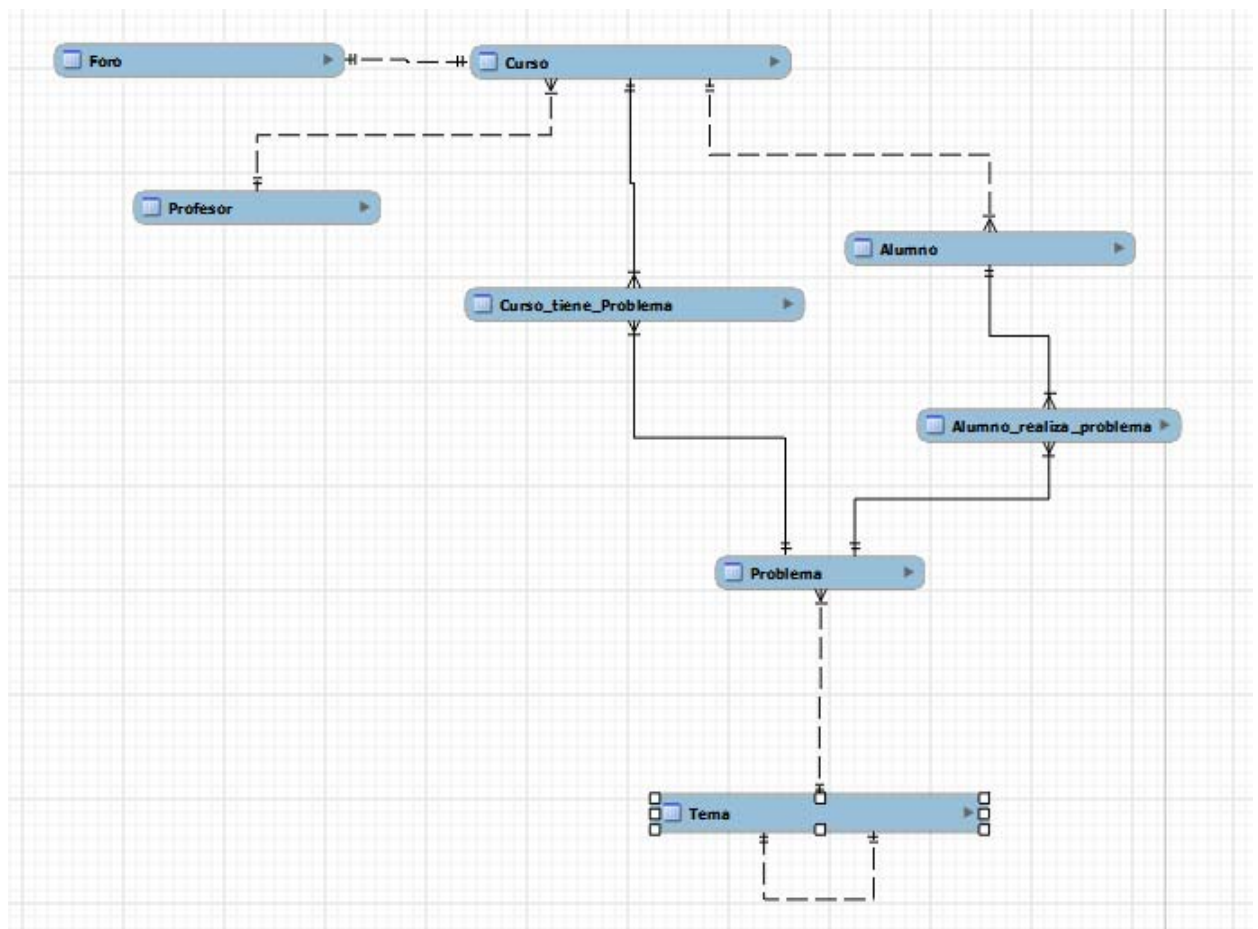 Foro
Curso
Profesor
Alumno
Curso_tiene_Problema
Alumno_realiza_problema
Problema
Tema